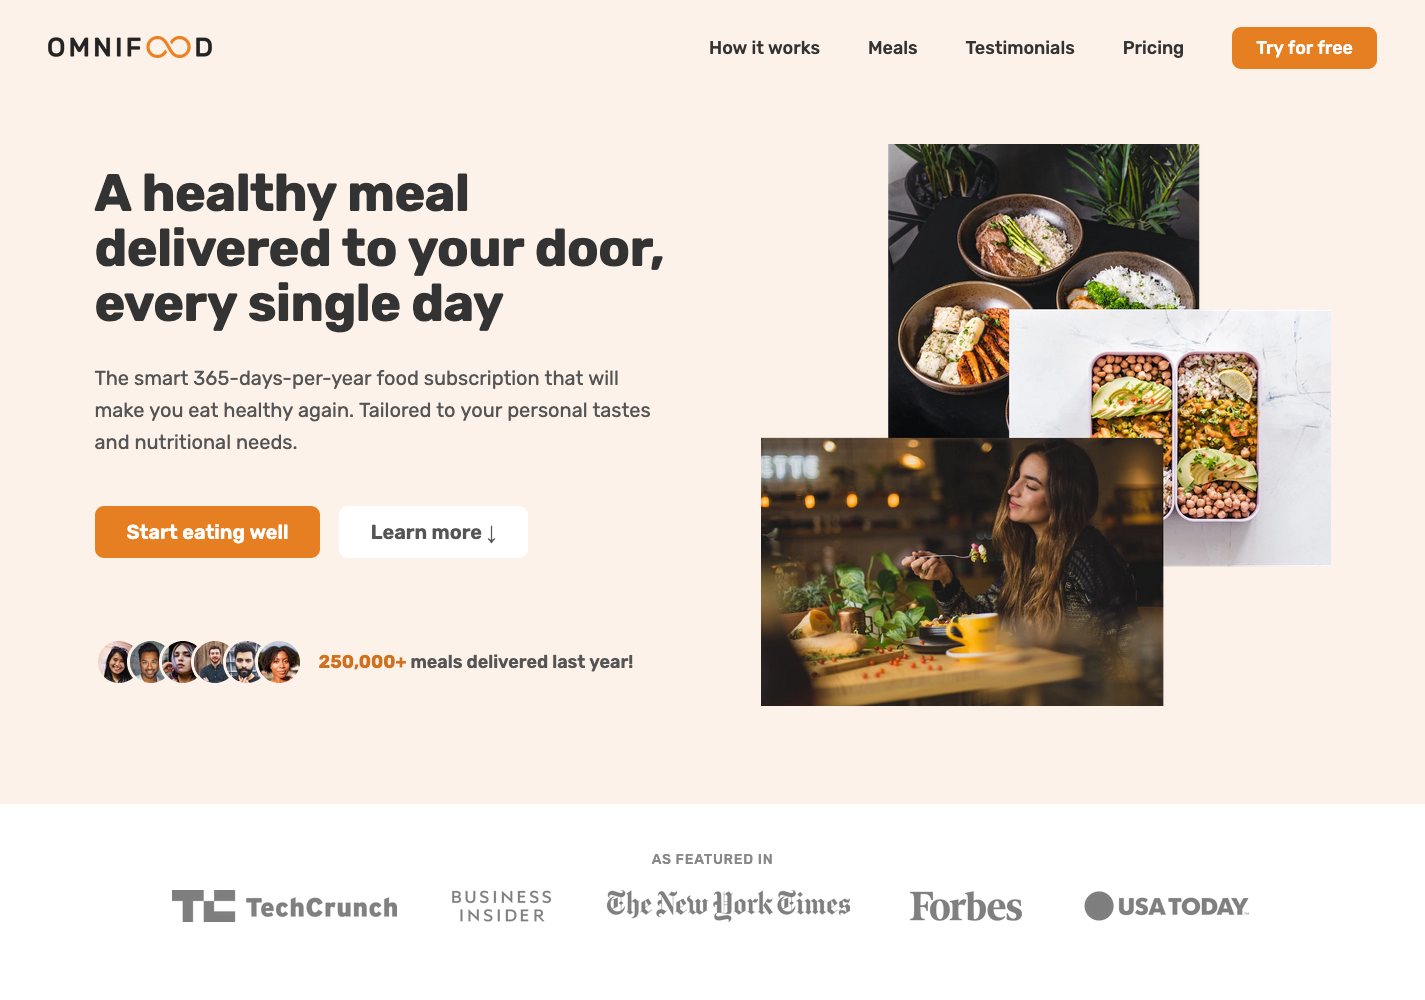 OMNIFOOD
How it works
Meals
Testimonials
Pricing
Try for free
A healthy meal
delivered to your door,
every single day
The smart 365-days-per-year food subscription that will
make you eat healthy again. Tailored to your personal tastes
and nutritional needs.
Start eating well
Learn more ↓
250,000+ meals delivered last year!
AS FEATURED IN
TC TechCrunch
BUSINESS
INSIDER
The New York Times
Forbes
USA TODAY